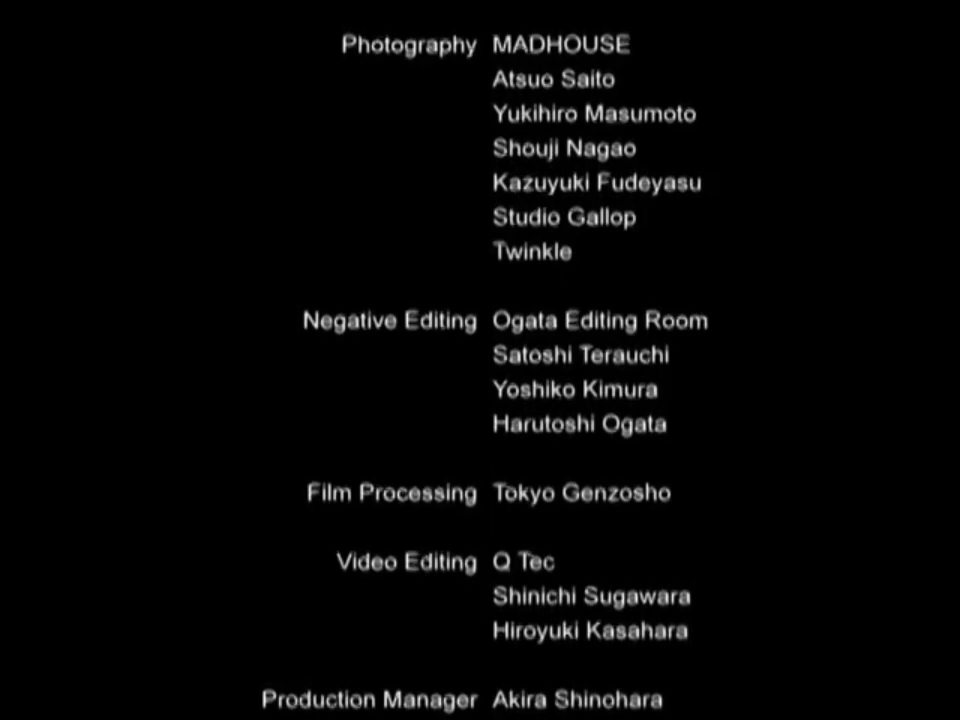 Photography MADHOUSE
Atsuo Saito
Yukihiro Masumoto
Shouji Nagao
Kazuyuki Fudeyasu
Studio Gallop
Twinkle
Negative Editing Ogata Editing Room
Satoshi Terauchi
Yoshiko Kimura
Harutoshi Ogata
Film Processing Tokyo Genzosho
Video Editing Q Tec
Shinichi Sugawara
Hiroyuki Kasahara
Production Manager Akira Shinohara